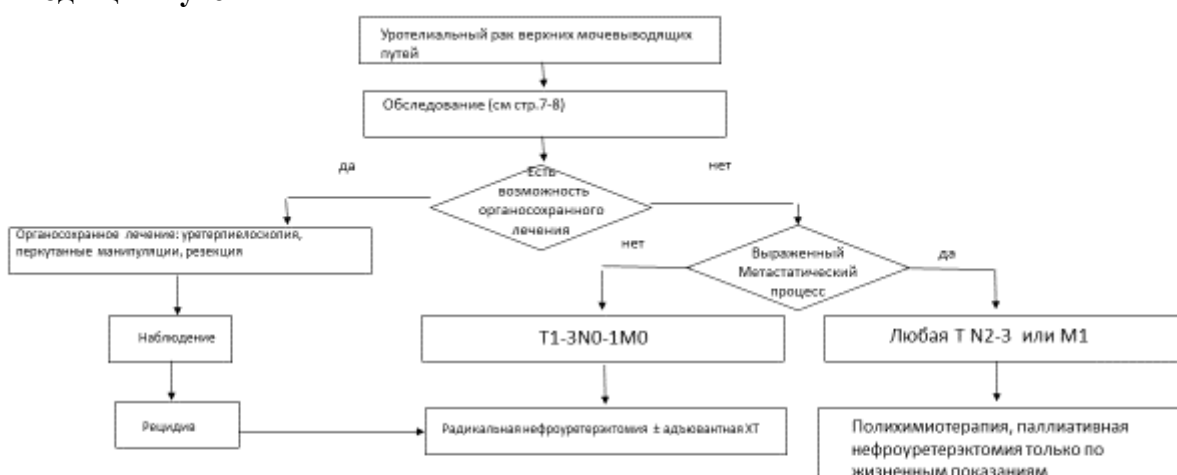 Уротелиальный рак верхних мочевыводящих
путей
Обследование (см стр.7-8)
да
нет
Есть
возможность
органосохранного
лечения
Органосохранное лечение: уретерпиелоскопия,
перкутанные манипуляции, резекция
нет
да
Выраженный
Метастатический
процесс
Наблюдение
T1-3N0-1M0
Любая T N2-3 или M1
Рецидив
Радикальная нефроуретерэктомия ± адъювантная ХТ
Полихимиотерапия, паллиативная
нефроуретерэктомия только по
жизненным показаниям